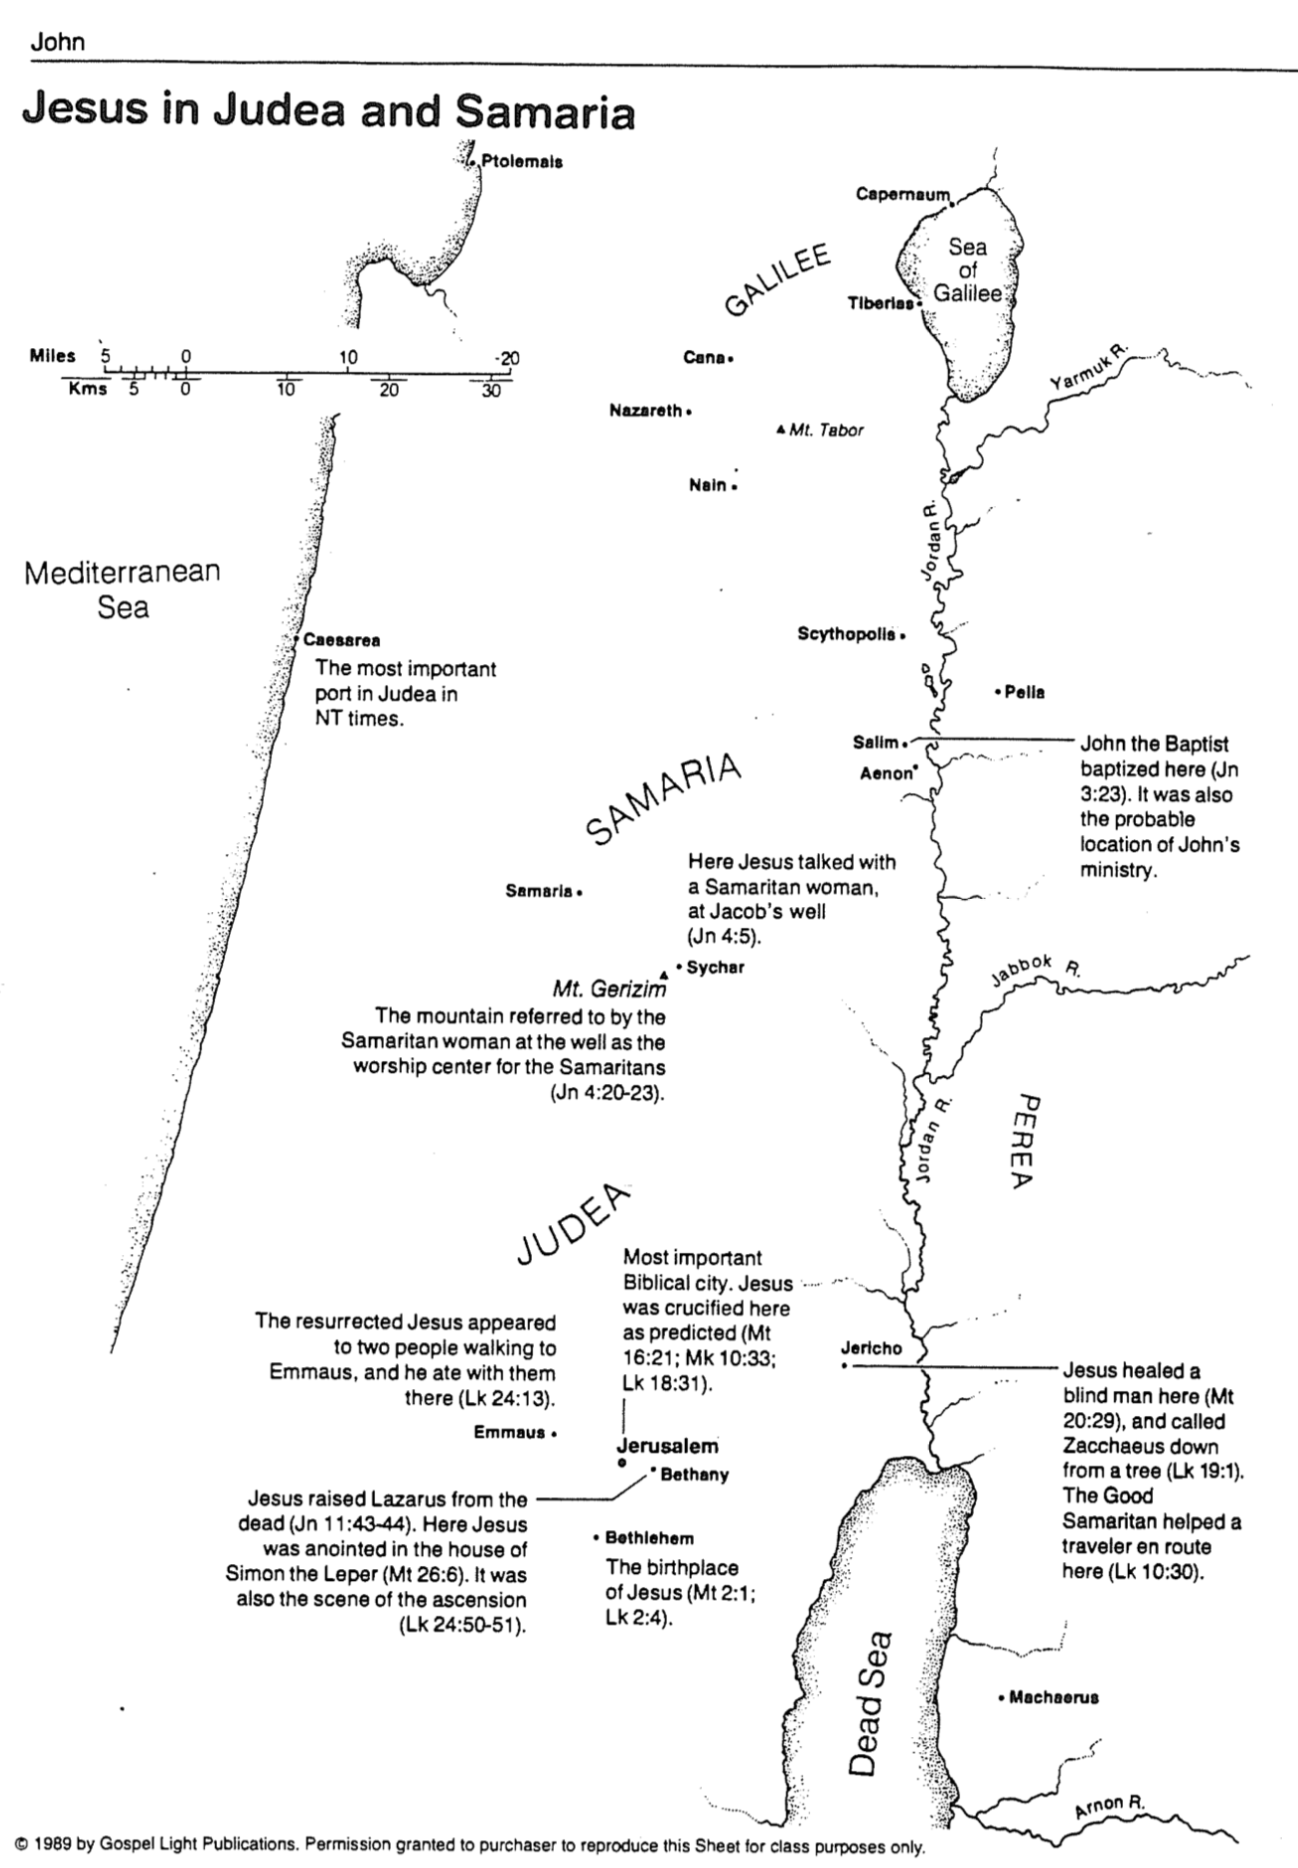 John
Jesus in Judea and Samaria
Ptolemais
Capernaum
Sea
of
Galilee
GALILEE
Tiberias
Miles 5 0 10 -20
Kms 5 0 10 20 30
Cana
Yarmuk R.
Nazareth
Mt. Tabor
Nain
Jordan R.
Mediterranean
Sea
Scythopolis
Caesarea
The most important
port in Judea in
NT times.
Pella
Salim
Aenon
John the Baptist
baptized here (Jn
3:23). It was also
the probable
location of John's
ministry.
SAMARIA
Here Jesus talked with
a Samaritan woman,
at Jacob's well
(Jn 4:5).
Samaria
Sychar
Mt. Gerizim
The mountain referred to by the
Samaritan woman at the well as the
worship center for the Samaritans
(Jn 4:20-23).
Jabbok R.
Jordan R.
PEREA
JUDEA
Most important
Biblical city. Jesus
was crucified here
as predicted (Mt
16:21; Mk 10:33;
Lk 18:31).
The resurrected Jesus appeared
to two people walking to
Emmaus, and he ate with them
there (Lk 24:13).
Emmaus
Jericho
Jesus healed a
blind man here (Mt
20:29), and called
Zacchaeus down
from a tree (Lk 19:1).
The Good
Samaritan helped a
traveler en route
here (Lk 10:30).
Jerusalem
Bethany
Jesus raised Lazarus from the
dead (Jn 11:43-44). Here Jesus
was anointed in the house of
Simon the Leper (Mt 26:6). It was
also the scene of the ascension
(Lk 24:50-51).
Bethlehem
The birthplace
of Jesus (Mt 2:1;
Lk 2:4).
Dead Sea
Machaerus
Arnon R.
© 1989 by Gospel Light Publications. Permission granted to purchaser to reproduce this Sheet for class purposes only.